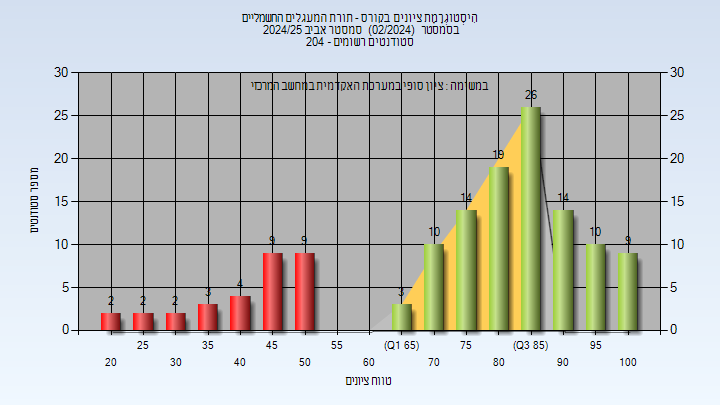 היסטוגרמת ציונים בקורס - תורת המעגלים החשמליים
בסמסטר (02/2024) סמסטר אביב 2024/25
סטודנטים רשומים - 204
במשימה : ציון סופי במערכת האקדמית במחשב המרכזי
30 30
25 25
20 20
15 15
10 10
5 5
0 0
מספר סטודנטים
2 2 2 3 4 9 9 3 10 14 19 26 14 10 9
25 35 45 55 (Q1 65) 75 (Q3 85) 95
20 30 40 50 60 70 80 90 100
טווח ציונים